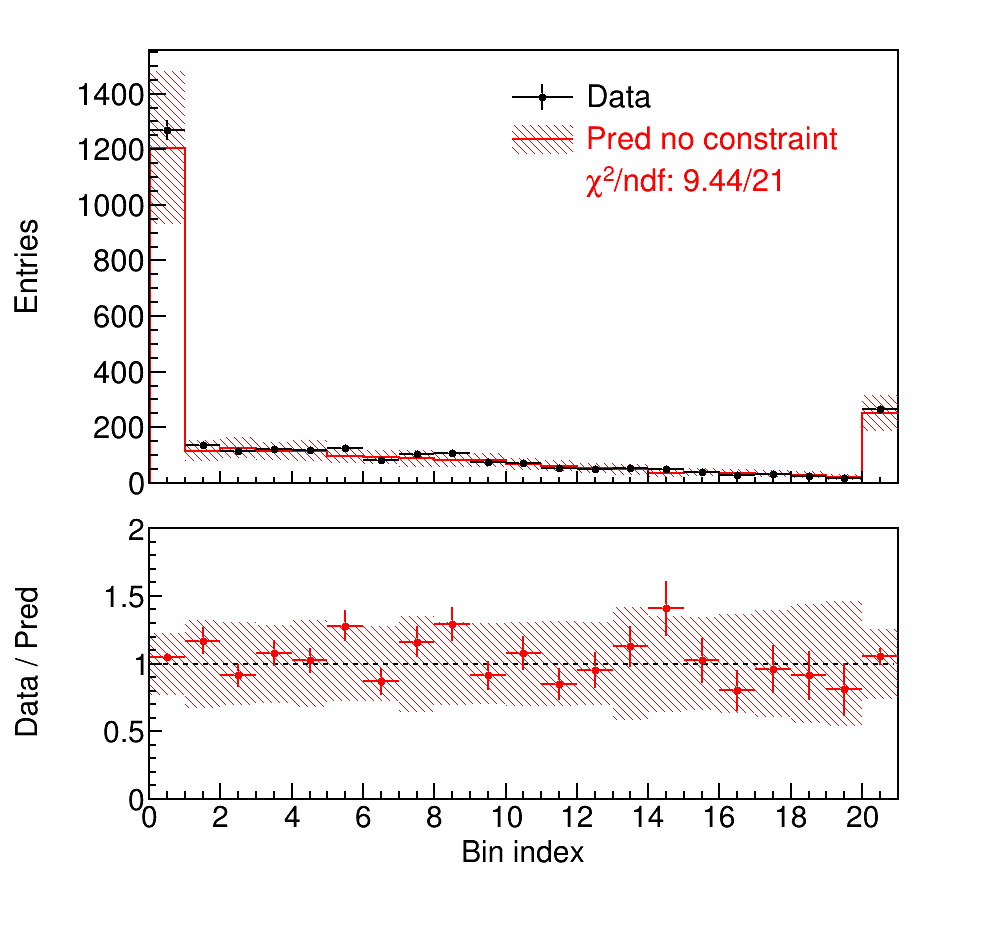 1400
1200
1000
800
600
400
200
0
Entries
Data
Pred no constraint
χ²/ndf: 9.44/21
2
1.5
1
0.5
0
Data / Pred
0 2 4 6 8 10 12 14 16 18 20
Bin index